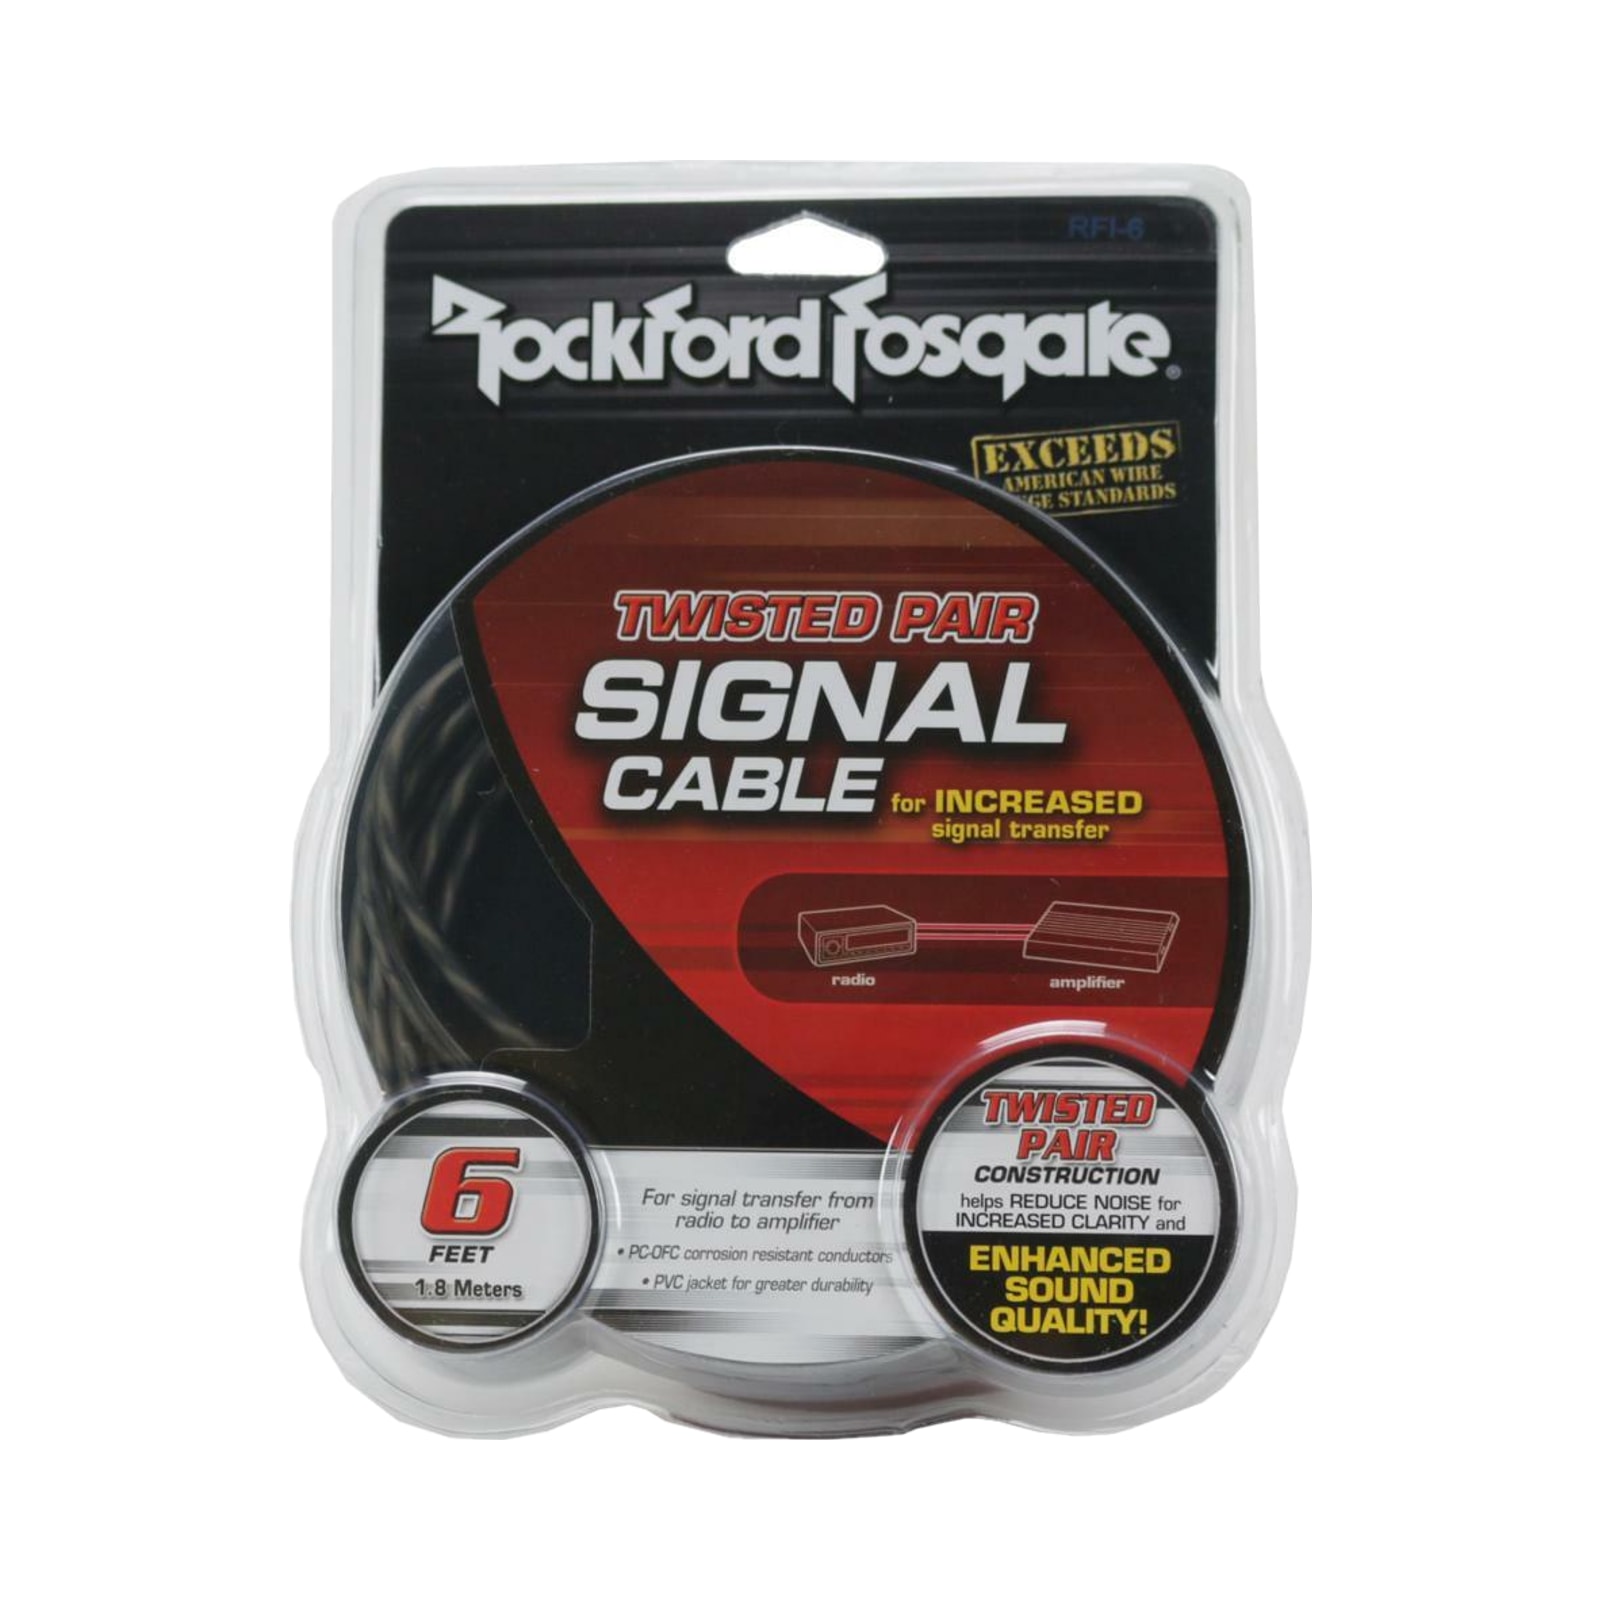 RFI-6
Rockford Fosgate®
EXCEEDS
AMERICAN WIRE
GE STANDARDS
TWISTED PAIR
SIGNAL
CABLE for INCREASED
signal transfer
radio
amplifier
6
FEET
1.8 Meters
For signal transfer from
radio to amplifier
• PC-OFC corrosion resistant conductors
• PVC jacket for greater durability
TWISTED
PAIR
CONSTRUCTION
helps REDUCE NOISE for
INCREASED CLARITY and
ENHANCED
SOUND
QUALITY!